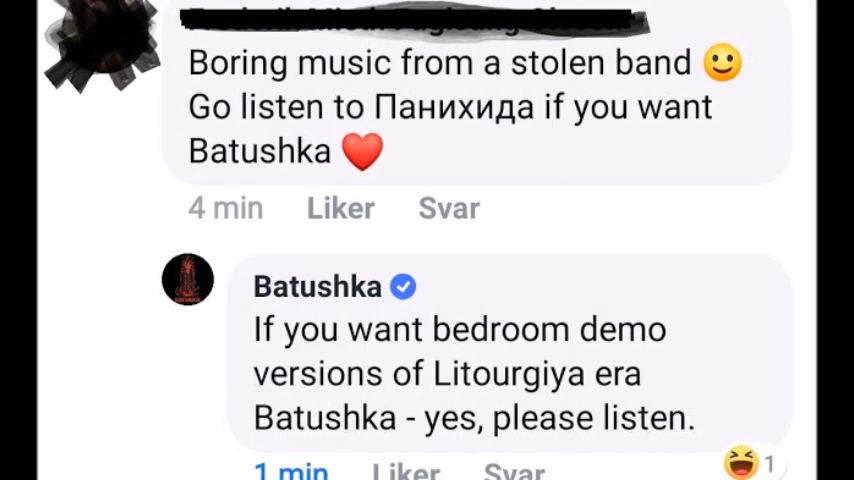 Boring music from a stolen band 🙂
Go listen to Панихида if you want
Batushka ❤️
4 min Liker Svar
Batushka
If you want bedroom demo
versions of Litourgiya era
Batushka - yes, please listen.
1 min Liker Svar
1